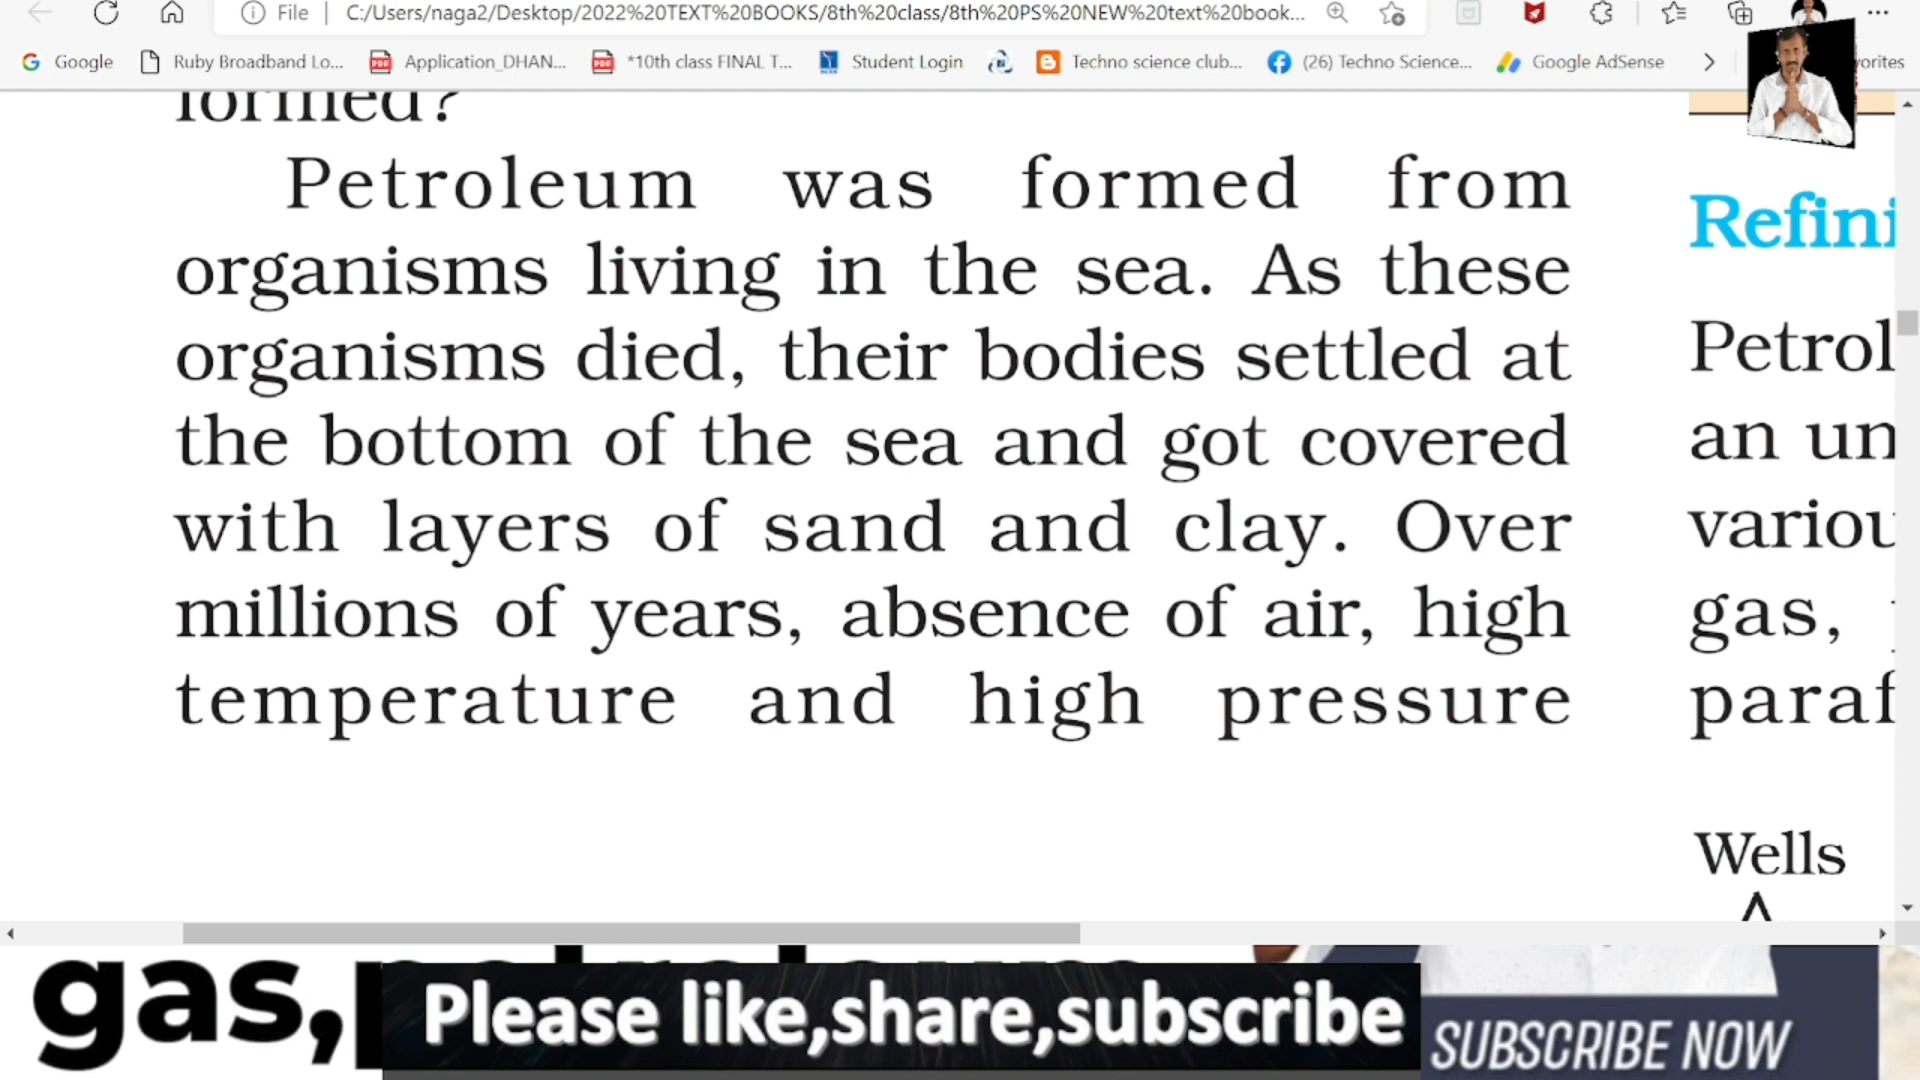 File
C:/Users/naga2/Desktop/2022%20TEXT%20BOOKS/8th%20class/8th%20PS%20NEW%20text%20book...
Google
Ruby Broadband Lo...
Application_DHAN...
*10th class FINAL T...
Student Login
Techno science club...
(26) Techno Science...
Google AdSense
vorites
formed?
Petroleum was formed from
organisms living in the sea. As these
organisms died, their bodies settled at
the bottom of the sea and got covered
with layers of sand and clay. Over
millions of years, absence of air, high
temperature and high pressure
Refini
Petrol
an un
variou
gas,
paraf
Wells
gas,
Please like,share,subscribe
SUBSCRIBE NOW